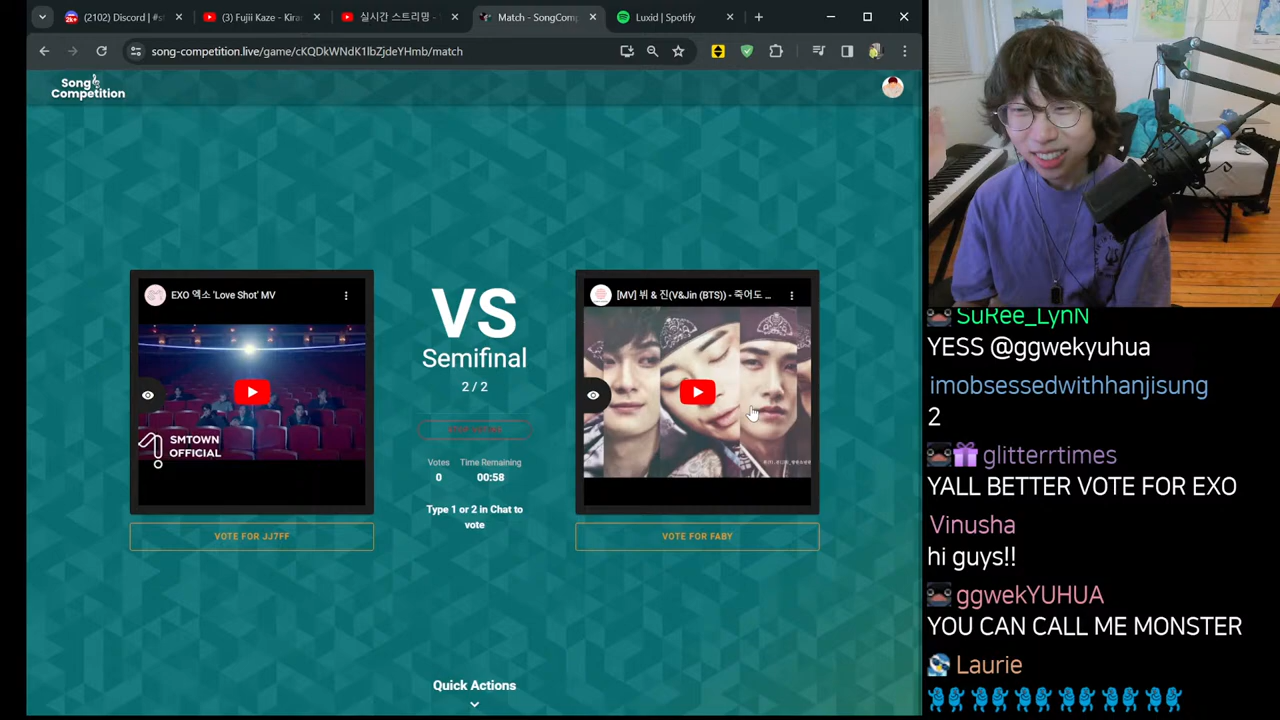 (2102) Discord | #s
(3) Fujii Kaze - Kira
실시간 스트리밍 -
Match - SongCom
Luxid | Spotify
song-competition.live/game/cKQDkWNdK1lbZjdeYHmb/match
Song
Competition
EXO 엑소 'Love Shot' MV
SMTOWN
OFFICIAL
VOTE FOR JJ7FF
VS
Semifinal
2 / 2
Votes
Time Remaining
0
00:58
Type 1 or 2 in Chat to
vote
[MV] 뷔 & 진(V&Jin (BTS)) - 죽어도 ...
VOTE FOR FABY
Quick Actions
SuRee_LynN
YESS @ggwekyuhua
imobsessedwithhanjisung
2
glitterrtimes
YALL BETTER VOTE FOR EXO
Vinusha
hi guys!!
ggwekYUHUA
YOU CAN CALL ME MONSTER
Laurie